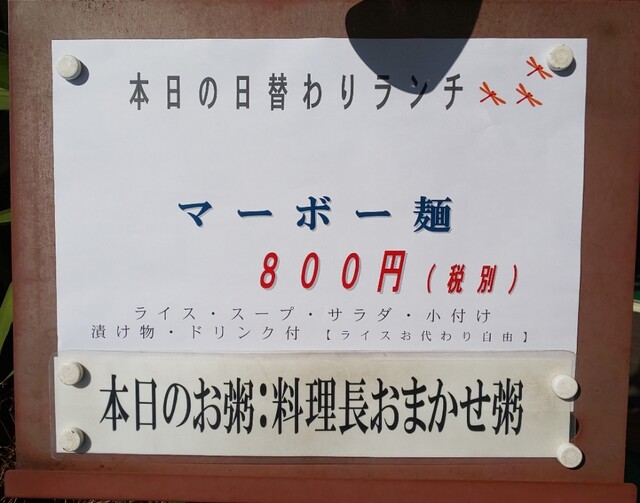 本日の日替わりランチ
マーボー麺
800円(税別)
ライス・スープ・サラダ・小付け
漬け物・ドリンク付【ライスお代わり自由】
本日のお粥:料理長おまかせ粥